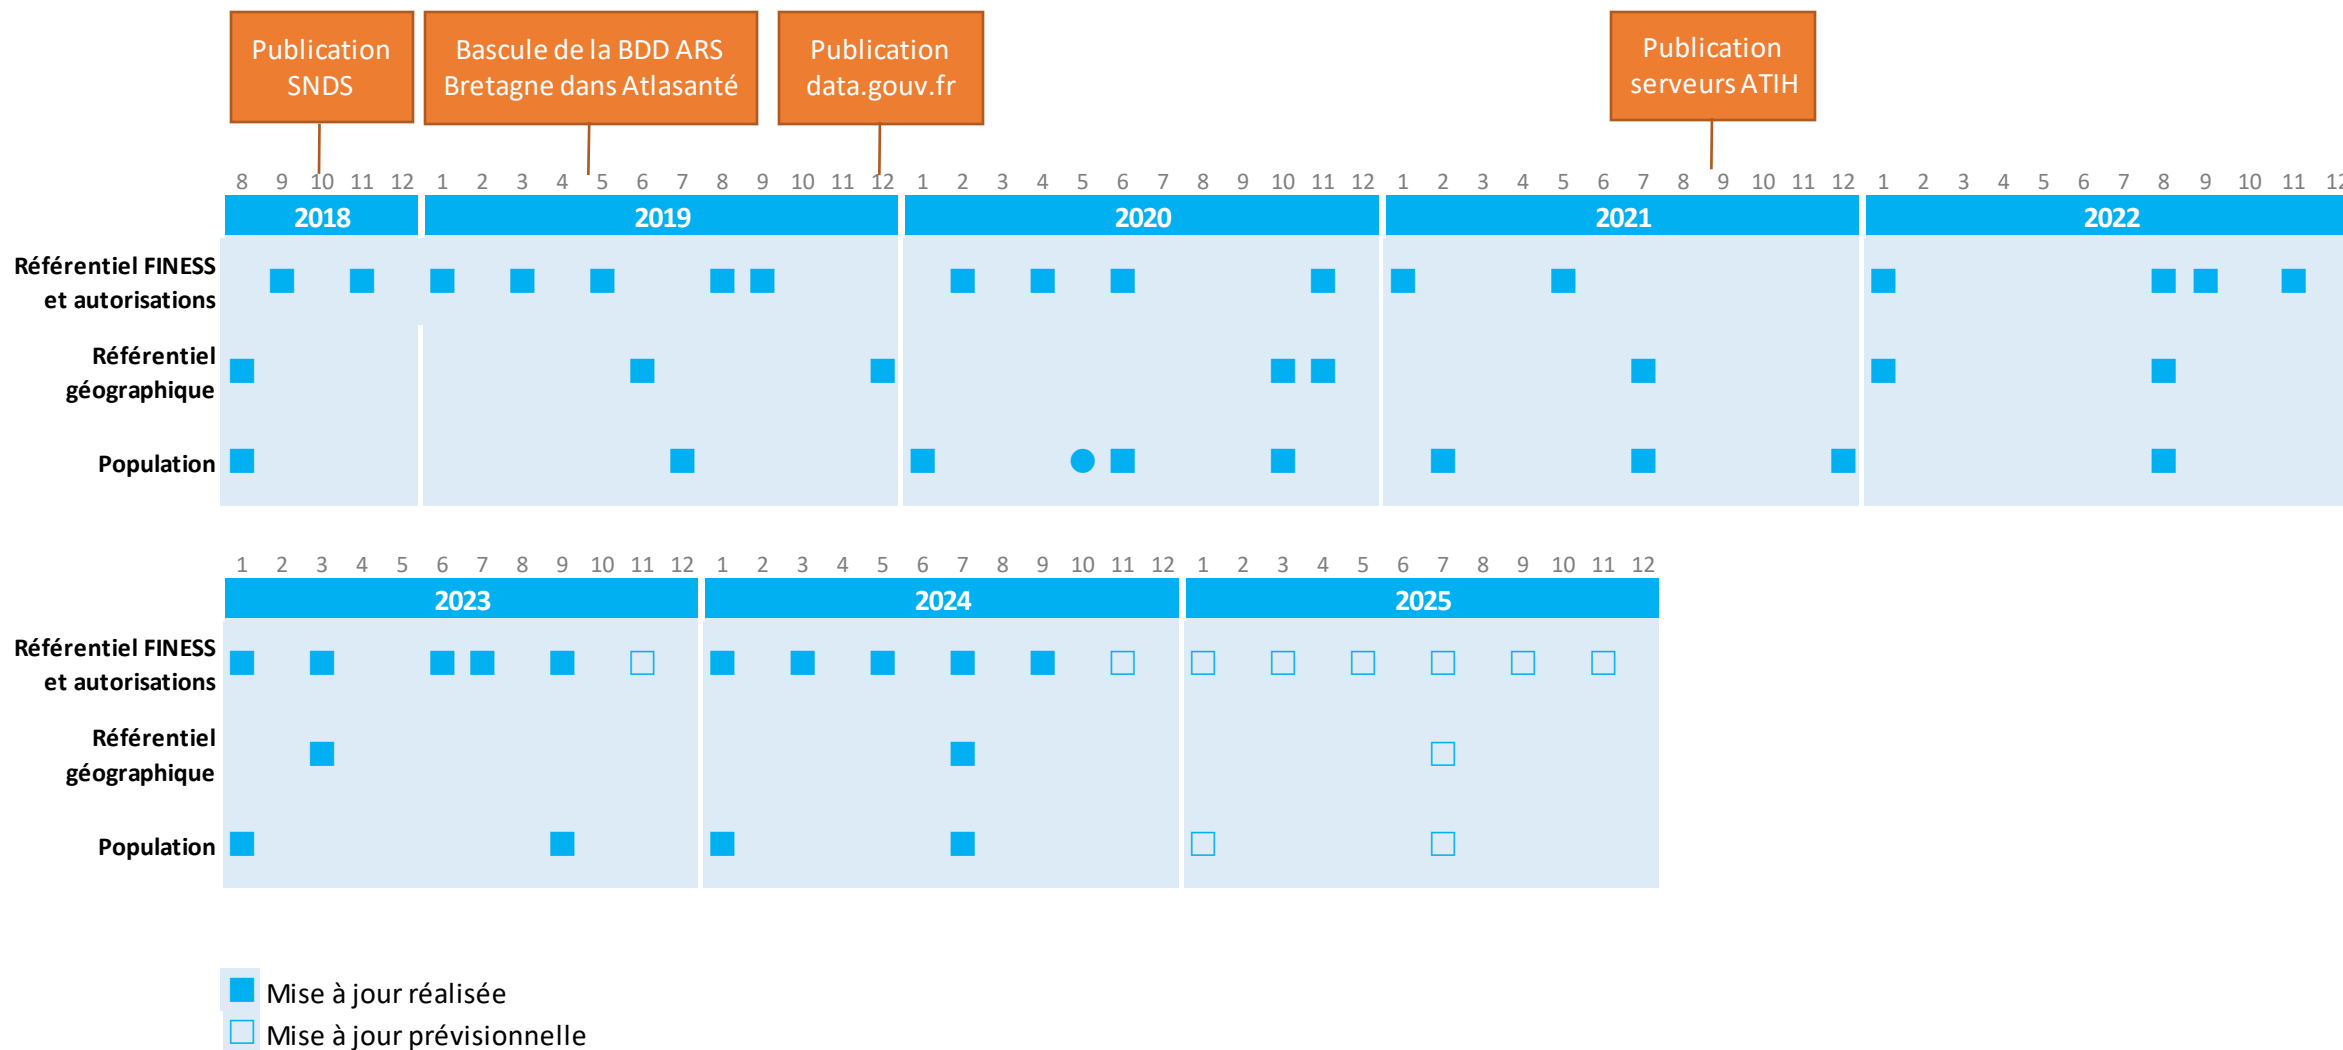 Publication
SNDS
Bascule de la BDD ARS
Bretagne dans Atlasanté
Publication
data.gouv.fr
Publication
serveurs ATIH
8 9 10 11 12 1 2 3 4 5 6 7 8 9 10 11 12 1 2 3 4 5 6 7 8 9 10 11 12 1 2 3 4 5 6 7 8 9 10 11 12 1 2 3 4 5 6 7 8 9 10 11 12
2018 2019 2020 2021 2022
Référentiel FINESS
et autorisations
Référentiel
géographique
Population
1 2 3 4 5 6 7 8 9 10 11 12 1 2 3 4 5 6 7 8 9 10 11 12 1 2 3 4 5 6 7 8 9 10 11 12
2023 2024 2025
Référentiel FINESS
et autorisations
Référentiel
géographique
Population
Mise à jour réalisée
Mise à jour prévisionnelle